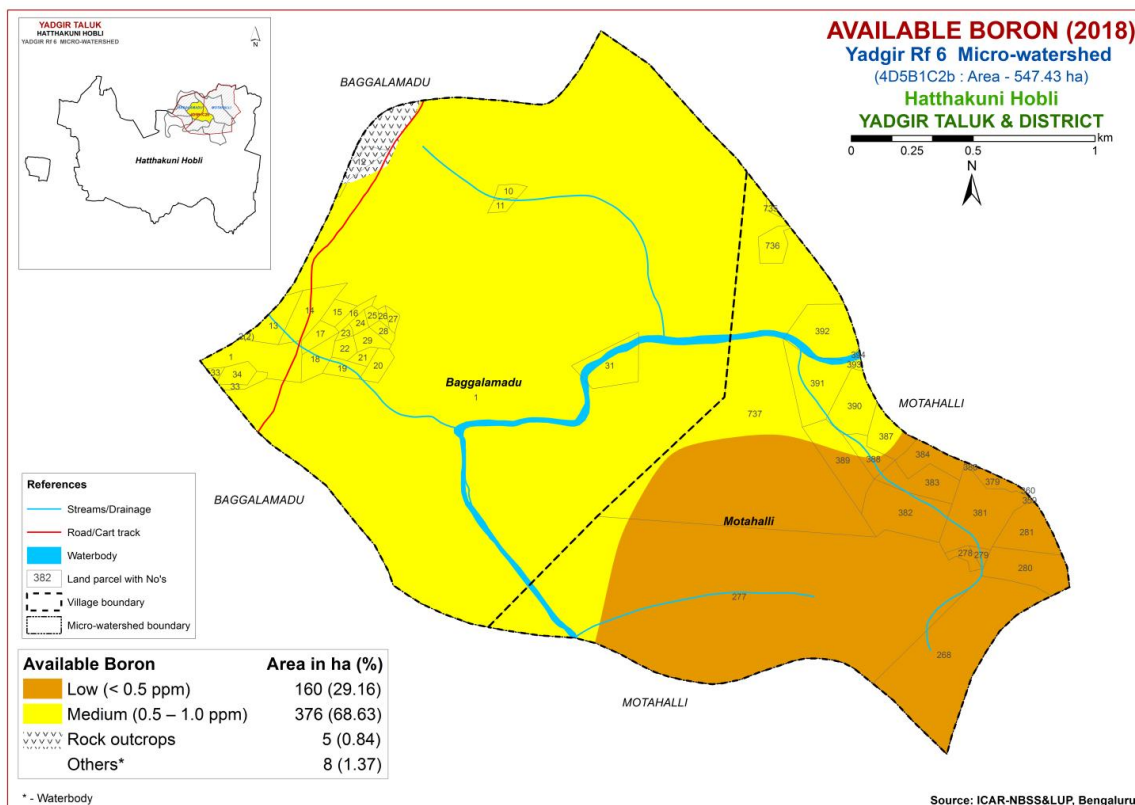 YADGIR TALUK
HATTHAKUNI HOBLI
YADGIR Rf 6 MICRO-WATERSHED
N
Hatthakuni Hobli
AVAILABLE BORON (2018)
Yadgir Rf 6 Micro-watershed
(4D5B1C2b : Area - 547.43 ha)
Hatthakuni Hobli
YADGIR TALUK & DISTRICT
km
0 0.25 0.5 1
N
BAGGALAMADU
12
10
11
735
736
13
14
15
16
25
26
27
24
17
23
28
29
22
21
18
19
20
1
34
33
33
31
392
394
393
391
390
387
Baggalamadu
1
737
MOTAHALLI
389
388
384
383
379
382
381
281
278
279
280
Motahalli
277
268
BAGGALAMADU
MOTAHALLI
References
Streams/Drainage
Road/Cart track
Waterbody
382 Land parcel with No's
Village boundary
Micro-watershed boundary
Available Boron Area in ha (%)
Low (< 0.5 ppm) 160 (29.16)
Medium (0.5 – 1.0 ppm) 376 (68.63)
Rock outcrops 5 (0.84)
Others* 8 (1.37)
* - Waterbody
Source: ICAR-NBSS&LUP, Bengaluru